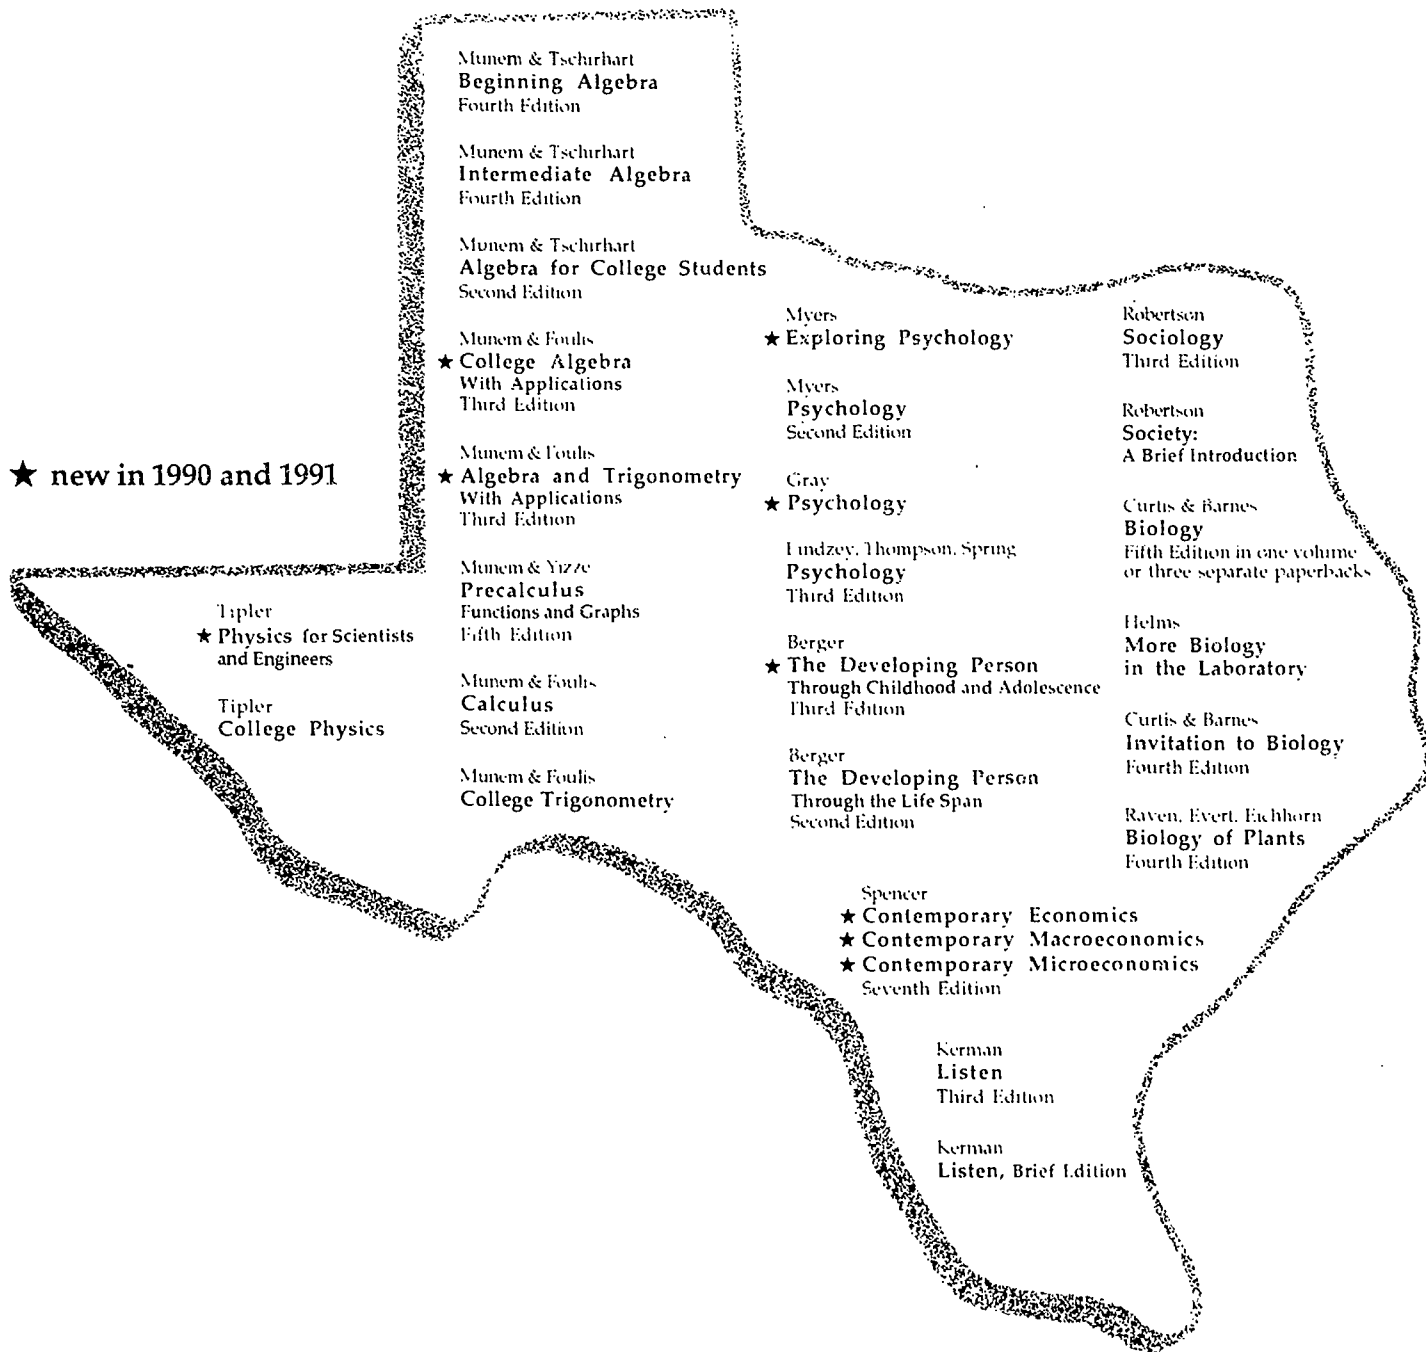 Munem & Tschirhart
Beginning Algebra
Fourth Edition
Munem & Tschirhart
Intermediate Algebra
Fourth Edition
Munem & Tschirhart
Algebra for College Students
Second Edition
Munem & Foulis
★ College Algebra
With Applications
Third Edition
Munem & Foulis
★ Algebra and Trigonometry
With Applications
Third Edition
Munem & Yizze
Precalculus
Functions and Graphs
Fifth Edition
Munem & Foulis
Calculus
Second Edition
Munem & Foulis
College Trigonometry
★ new in 1990 and 1991
Tipler
★ Physics for Scientists
and Engineers
Tipler
College Physics
Myers
★ Exploring Psychology
Myers
Psychology
Second Edition
Gray
★ Psychology
Lindzey, Thompson, Spring
Psychology
Third Edition
Berger
★ The Developing Person
Through Childhood and Adolescence
Third Edition
Berger
The Developing Person
Through the Life Span
Second Edition
Robertson
Sociology
Third Edition
Robertson
Society:
A Brief Introduction
Curtis & Barnes
Biology
Fifth Edition in one volume
or three separate paperbacks
Helms
More Biology
in the Laboratory
Curtis & Barnes
Invitation to Biology
Fourth Edition
Raven, Evert, Eichhorn
Biology of Plants
Fourth Edition
Spencer
★ Contemporary Economics
★ Contemporary Macroeconomics
★ Contemporary Microeconomics
Seventh Edition
Kerman
Listen
Third Edition
Kerman
Listen, Brief Edition